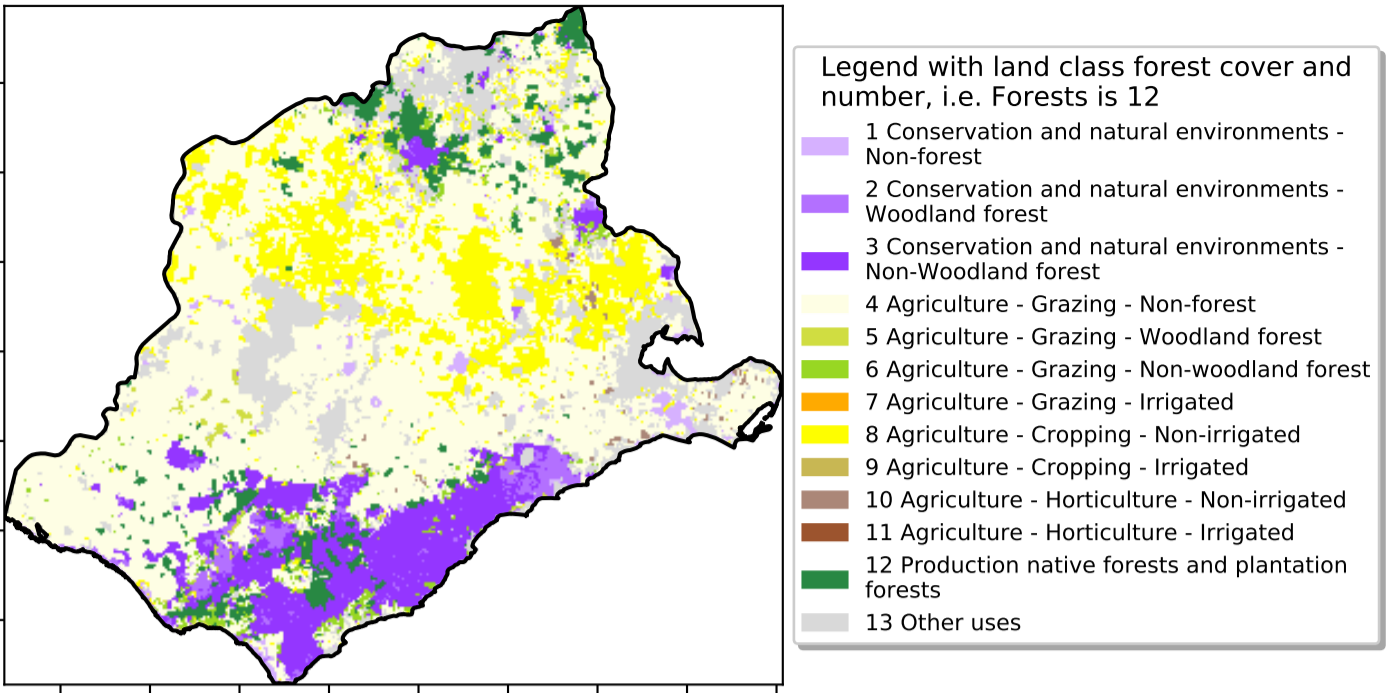 Legend with land class forest cover and
number, i.e. Forests is 12
1 Conservation and natural environments -
Non-forest
2 Conservation and natural environments -
Woodland forest
3 Conservation and natural environments -
Non-Woodland forest
4 Agriculture - Grazing - Non-forest
5 Agriculture - Grazing - Woodland forest
6 Agriculture - Grazing - Non-woodland forest
7 Agriculture - Grazing - Irrigated
8 Agriculture - Cropping - Non-irrigated
9 Agriculture - Cropping - Irrigated
10 Agriculture - Horticulture - Non-irrigated
11 Agriculture - Horticulture - Irrigated
12 Production native forests and plantation
forests
13 Other uses